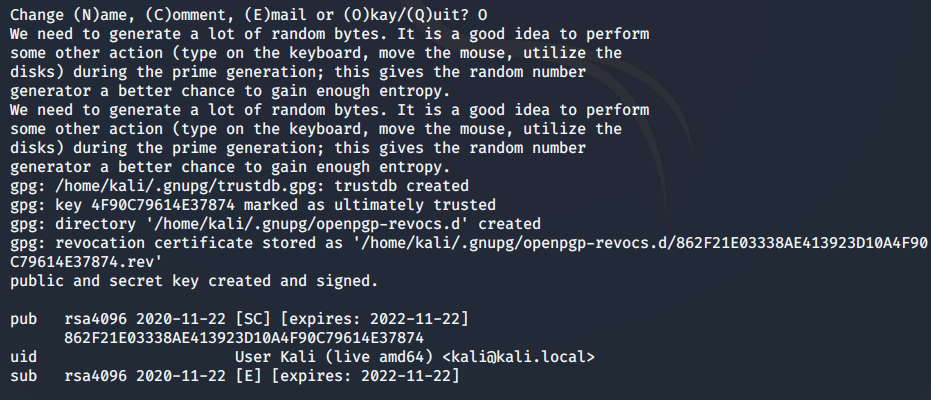 Change (N)ame, (C)omment, (E)mail or (O)kay/(Q)uit? O
We need to generate a lot of random bytes. It is a good idea to perform
some other action (type on the keyboard, move the mouse, utilize the
disks) during the prime generation; this gives the random number
generator a better chance to gain enough entropy.
We need to generate a lot of random bytes. It is a good idea to perform
some other action (type on the keyboard, move the mouse, utilize the
disks) during the prime generation; this gives the random number
generator a better chance to gain enough entropy.
gpg: /home/kali/.gnupg/trustdb.gpg: trustdb created
gpg: key 4F90C79614E37874 marked as ultimately trusted
gpg: directory '/home/kali/.gnupg/openpgp-revocs.d' created
gpg: revocation certificate stored as '/home/kali/.gnupg/openpgp-revocs.d/862F21E03338AE413923D10A4F90
C79614E37874.rev'
public and secret key created and signed.
pub   rsa4096 2020-11-22 [SC] [expires: 2022-11-22]
      862F21E03338AE413923D10A4F90C79614E37874
uid                      User Kali (live amd64) <kali@kali.local>
sub   rsa4096 2020-11-22 [E] [expires: 2022-11-22]